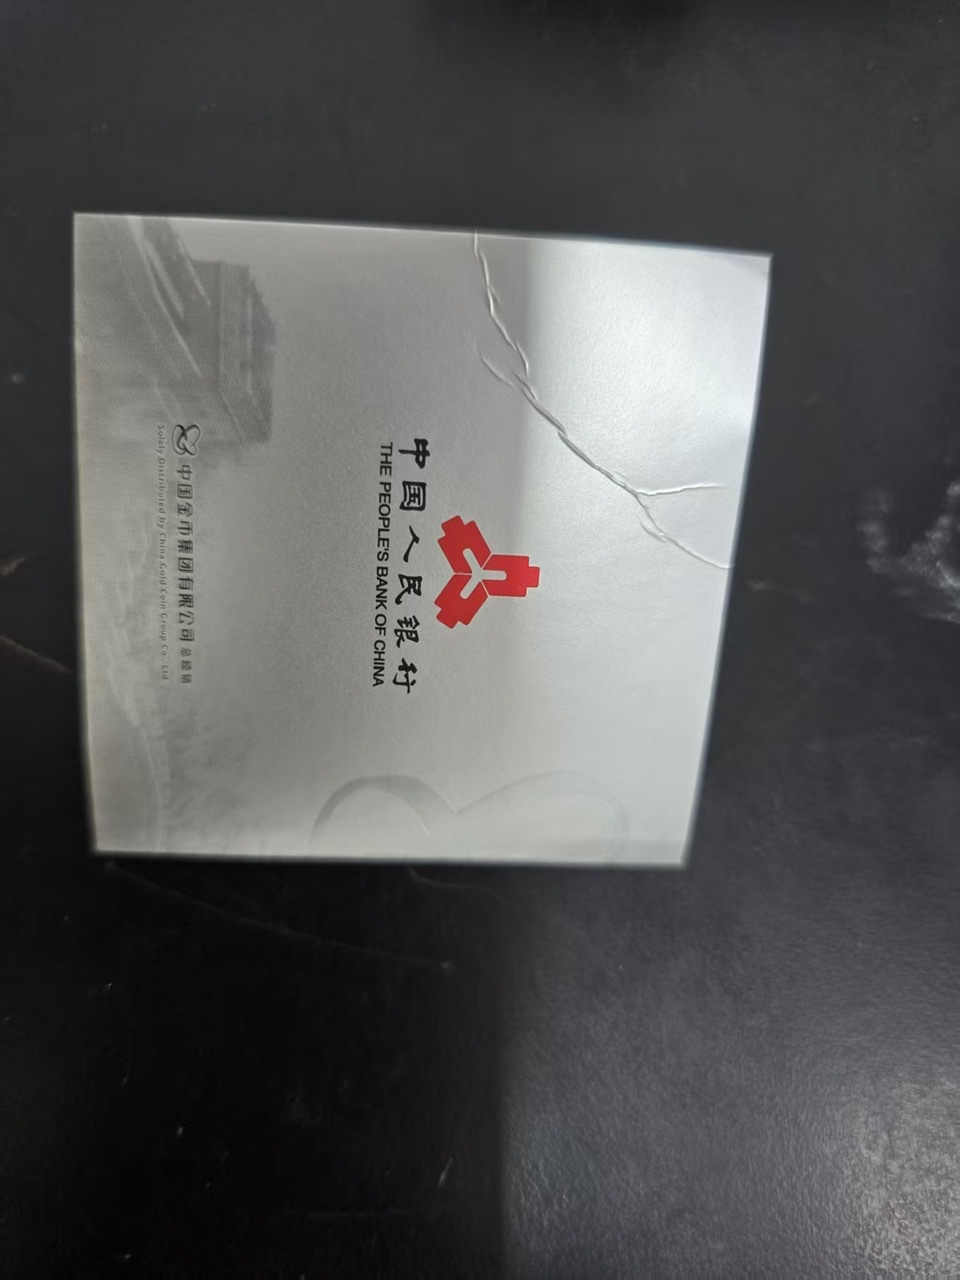 中国人民银行
THE PEOPLE'S BANK OF CHINA
中国金币集团有限公司 总经销
Solely Distributed by China Gold Coin Group Co., Ltd